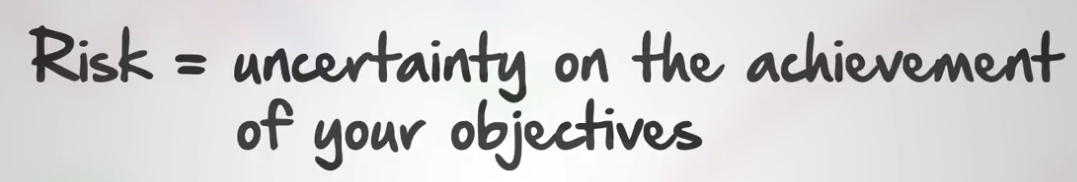 Risk = uncertainty on the achievement
of your objectives